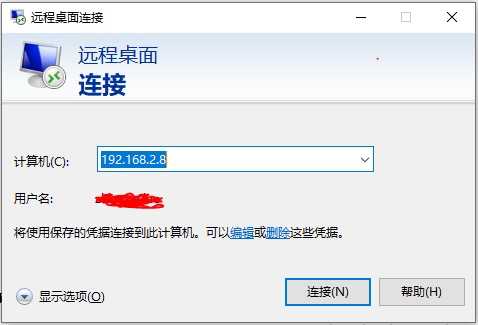 远程桌面连接
远程桌面
连接
计算机(C):
192.168.2.8
用户名:
将使用保存的凭据连接到此计算机。可以编辑或删除这些凭据。
显示选项(O)
连接(N)
帮助(H)